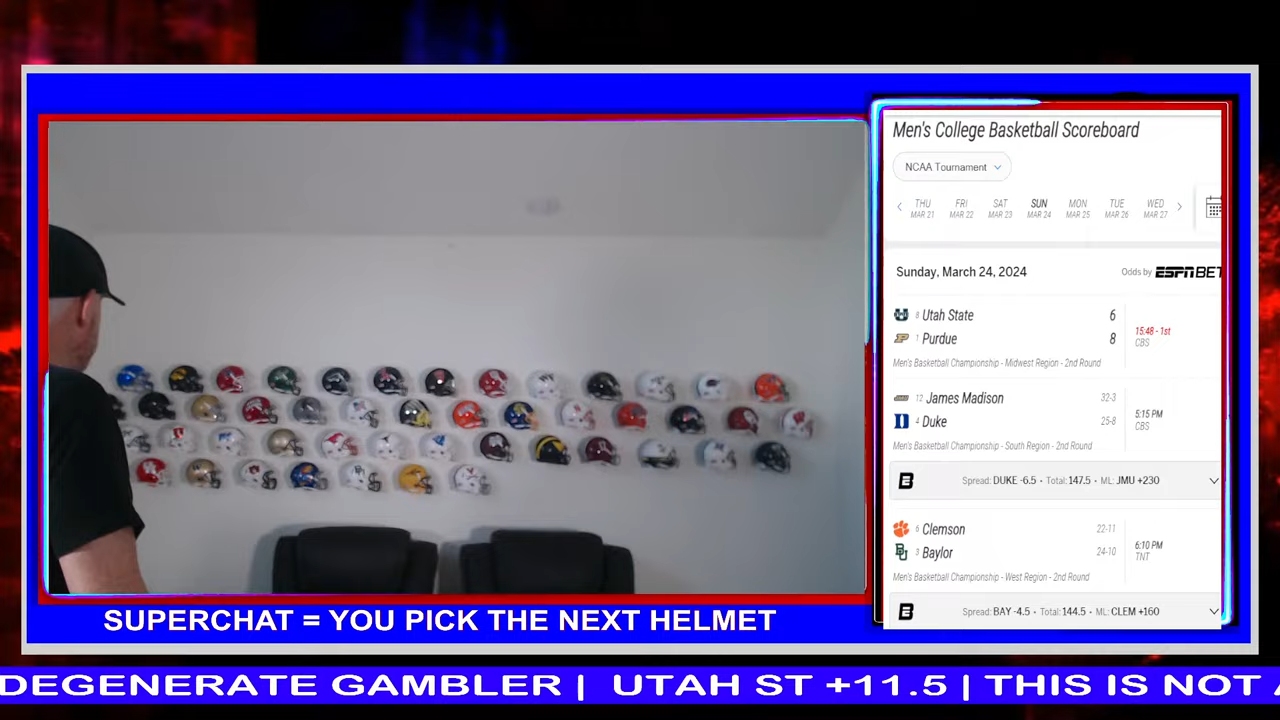 Men's College Basketball Scoreboard
NCAA Tournament
THU FRI SAT SUN MON TUE WED
MAR 21 MAR 22 MAR 23 MAR 24 MAR 25 MAR 26 MAR 27
Sunday, March 24, 2024 Odds by ESPN BET
8 Utah State 6
15:48 - 1st
1 Purdue 8
CBS
Men's Basketball Championship - Midwest Region - 2nd Round
12 James Madison 32-3
5:15 PM
4 Duke 25-8
CBS
Men's Basketball Championship - South Region - 2nd Round
Spread: DUKE -6.5 • Total: 147.5 • ML: JMU +230
6 Clemson 22-11
6:10 PM
3 Baylor 24-10
TNT
Men's Basketball Championship - West Region - 2nd Round
Spread: BAY -4.5 • Total: 144.5 • ML: CLEM +160
SUPERCHAT = YOU PICK THE NEXT HELMET
DEGENERATE GAMBLER | UTAH ST +11.5 | THIS IS NOT A